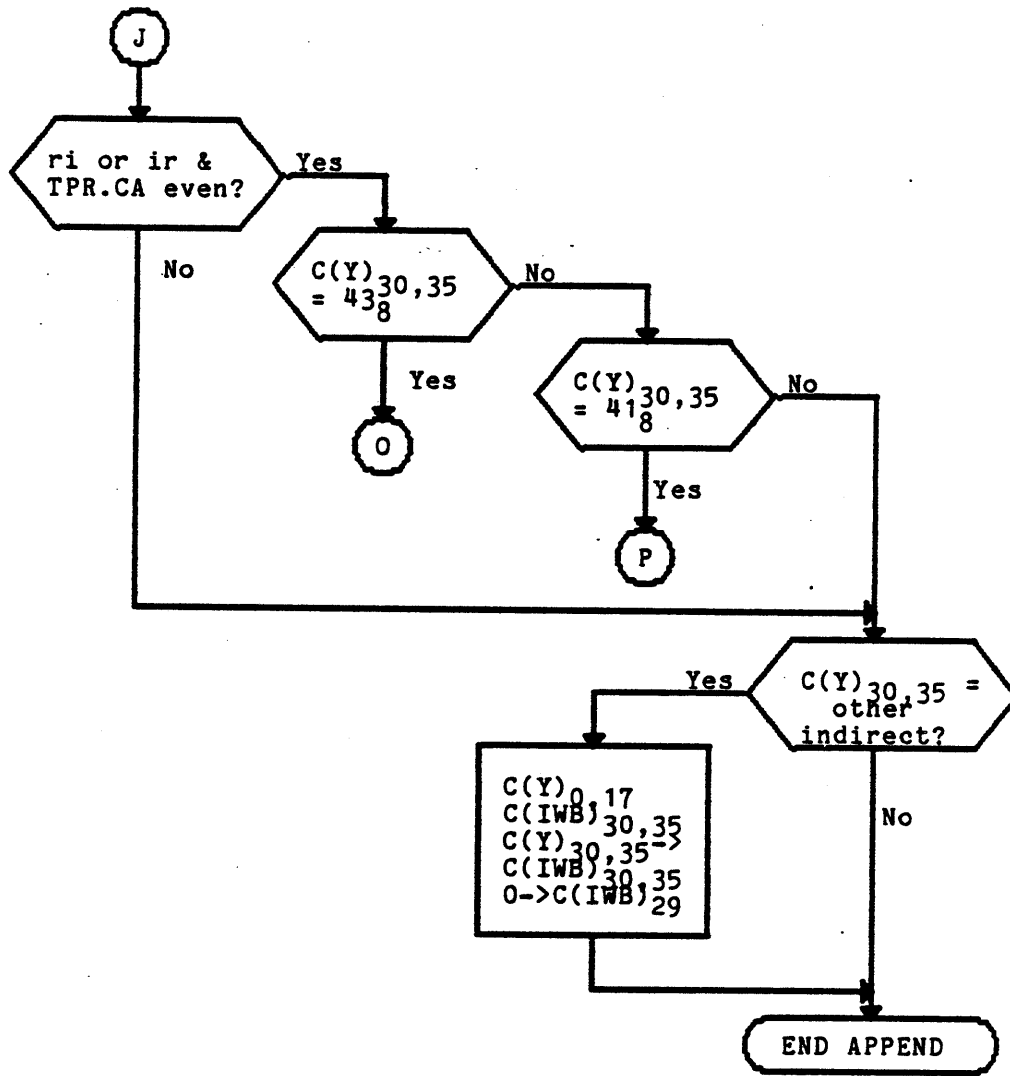 J
ri or ir &
TPR.CA even?
Yes
No
C(Y)30,35
= 438
No
Yes
O
C(Y)30,35
= 418
No
Yes
P
C(Y)30,35 =
other
indirect?
Yes
No
C(Y)0,17
C(IWB)30,35
C(Y)30,35->
C(IWB)30,35
0->C(IWB)29
END APPEND